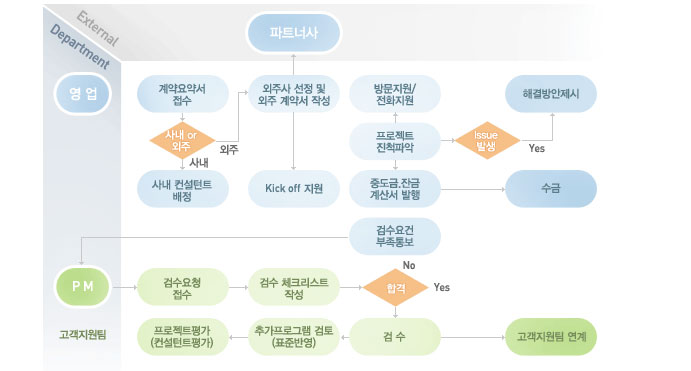 External
Department
파트너사
영 업
계약요약서
접수
외주사 선정 및
외주 계약서 작성
방문지원/
전화지원
해결방안제시
사내 or
외주
외주
사내
프로젝트
진척파악
Issue
발생
Yes
사내 컨설턴트
배정
Kick off 지원
중도금,잔금
계산서 발행
수금
검수요건
부족통보
No
P M
검수요청
접수
검수 체크리스트
작성
합격
Yes
고객지원팀
프로젝트평가
(컨설턴트평가)
추가프로그램 검토
(표준반영)
검 수
고객지원팀 연계